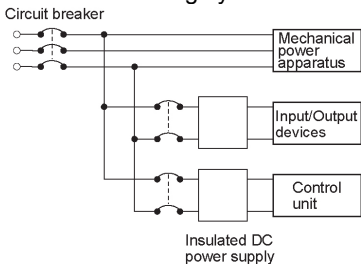 Circuit breaker
Mechanical
power
apparatus
Input/Output
devices
Control
unit
Insulated DC
power supply